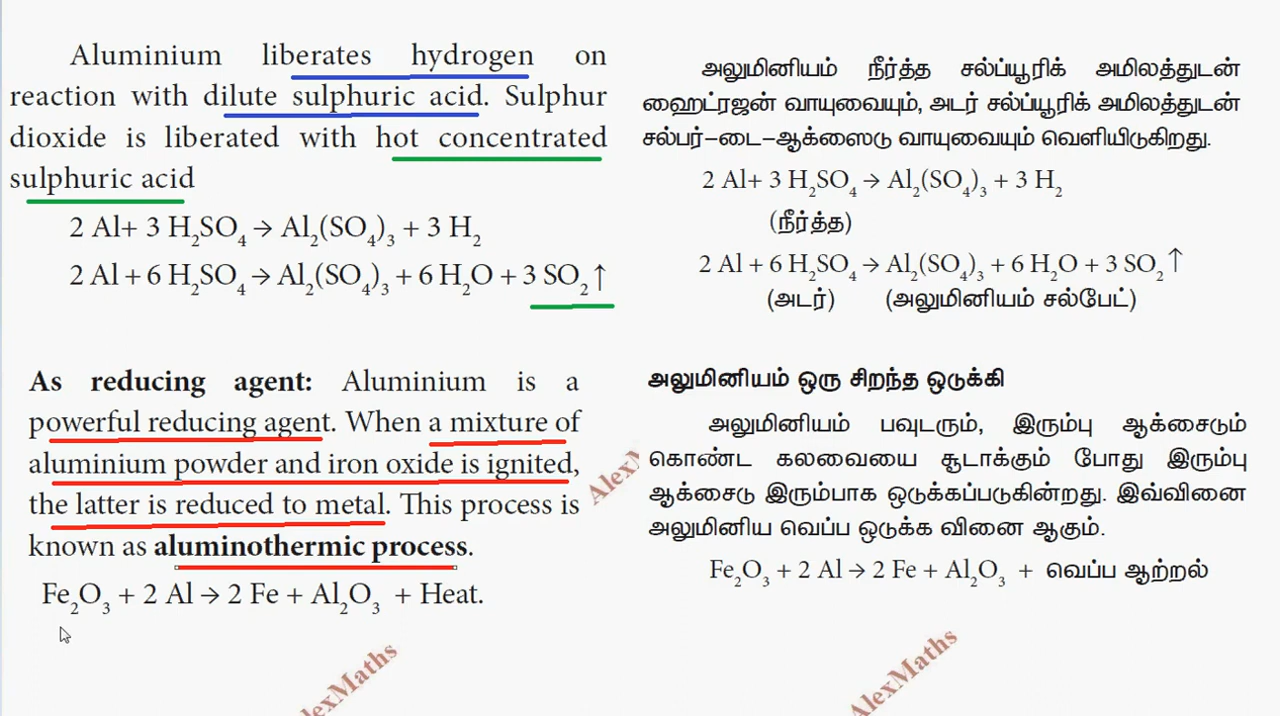 Aluminium liberates hydrogen on
reaction with dilute sulphuric acid. Sulphur
dioxide is liberated with hot concentrated
sulphuric acid
2 Al+ 3 H₂SO₄ → Al₂(SO₄)₃ + 3 H₂
2 Al + 6 H₂SO₄ → Al₂(SO₄)₃ + 6 H₂O + 3 SO₂ ↑
As reducing agent: Aluminium is a
powerful reducing agent. When a mixture of
aluminium powder and iron oxide is ignited,
the latter is reduced to metal. This process is
known as aluminothermic process.
Fe₂O₃ + 2 Al → 2 Fe + Al₂O₃ + Heat.
அலுமினியம் நீர்த்த சல்ப்யூரிக் அமிலத்துடன்
ஹைட்ரஜன் வாயுவையும், அடர் சல்ப்யூரிக் அமிலத்துடன்
சல்பர்–டை–ஆக்ஸைடு வாயுவையும் வெளியிடுகிறது.
2 Al+ 3 H₂SO₄ → Al₂(SO₄)₃ + 3 H₂
(நீர்த்த)
2 Al + 6 H₂SO₄ → Al₂(SO₄)₃ + 6 H₂O + 3 SO₂ ↑
(அடர்) (அலுமினியம் சல்பேட்)
அலுமினியம் ஒரு சிறந்த ஒடுக்கி
அலுமினியம் பவுடரும், இரும்பு ஆக்சைடும்
கொண்ட கலவையை சூடாக்கும் போது இரும்பு
ஆக்சைடு இரும்பாக ஒடுக்கப்படுகின்றது. இவ்வினை
அலுமினிய வெப்ப ஒடுக்க வினை ஆகும்.
Fe₂O₃ + 2 Al → 2 Fe + Al₂O₃ + வெப்ப ஆற்றல்
AlexM
lexMaths
AlexMaths